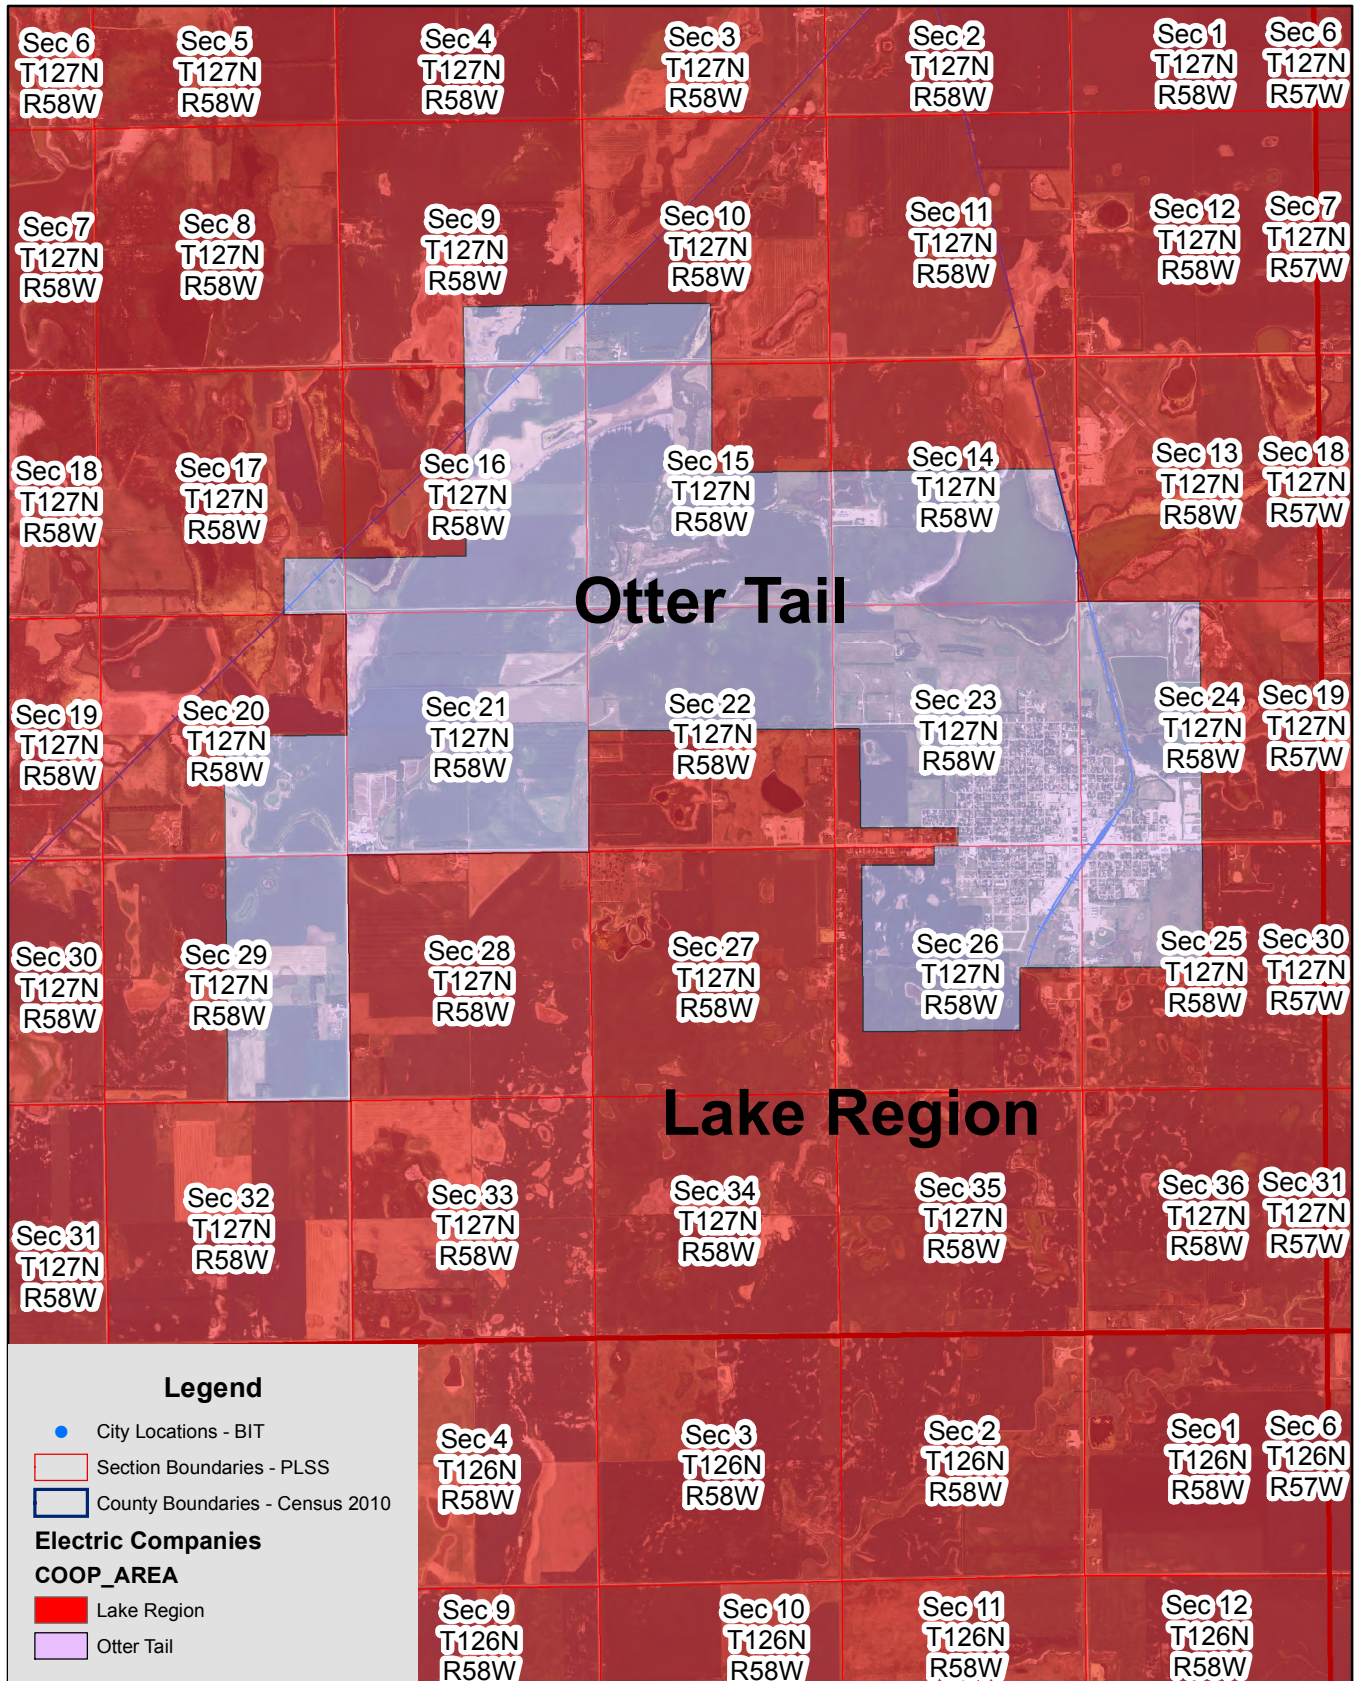 Sec 6
T127N
R58W
Sec 5
T127N
R58W
Sec 4
T127N
R58W
Sec 3
T127N
R58W
Sec 2
T127N
R58W
Sec 1
T127N
R58W
Sec 6
T127N
R57W
Sec 7
T127N
R58W
Sec 8
T127N
R58W
Sec 9
T127N
R58W
Sec 10
T127N
R58W
Sec 11
T127N
R58W
Sec 12
T127N
R58W
Sec 7
T127N
R57W
Sec 18
T127N
R58W
Sec 17
T127N
R58W
Sec 16
T127N
R58W
Sec 15
T127N
R58W
Sec 14
T127N
R58W
Sec 13
T127N
R58W
Sec 18
T127N
R57W
Otter Tail
Sec 19
T127N
R58W
Sec 20
T127N
R58W
Sec 21
T127N
R58W
Sec 22
T127N
R58W
Sec 23
T127N
R58W
Sec 24
T127N
R58W
Sec 19
T127N
R57W
Sec 30
T127N
R58W
Sec 29
T127N
R58W
Sec 28
T127N
R58W
Sec 27
T127N
R58W
Sec 26
T127N
R58W
Sec 25
T127N
R58W
Sec 30
T127N
R57W
Lake Region
Sec 31
T127N
R58W
Sec 32
T127N
R58W
Sec 33
T127N
R58W
Sec 34
T127N
R58W
Sec 35
T127N
R58W
Sec 36
T127N
R58W
Sec 31
T127N
R57W
Sec 4
T126N
R58W
Sec 3
T126N
R58W
Sec 2
T126N
R58W
Sec 1
T126N
R58W
Sec 6
T126N
R57W
Sec 9
T126N
R58W
Sec 10
T126N
R58W
Sec 11
T126N
R58W
Sec 12
T126N
R58W
Legend
City Locations - BIT
Section Boundaries - PLSS
County Boundaries - Census 2010
Electric Companies
COOP_AREA
Lake Region
Otter Tail